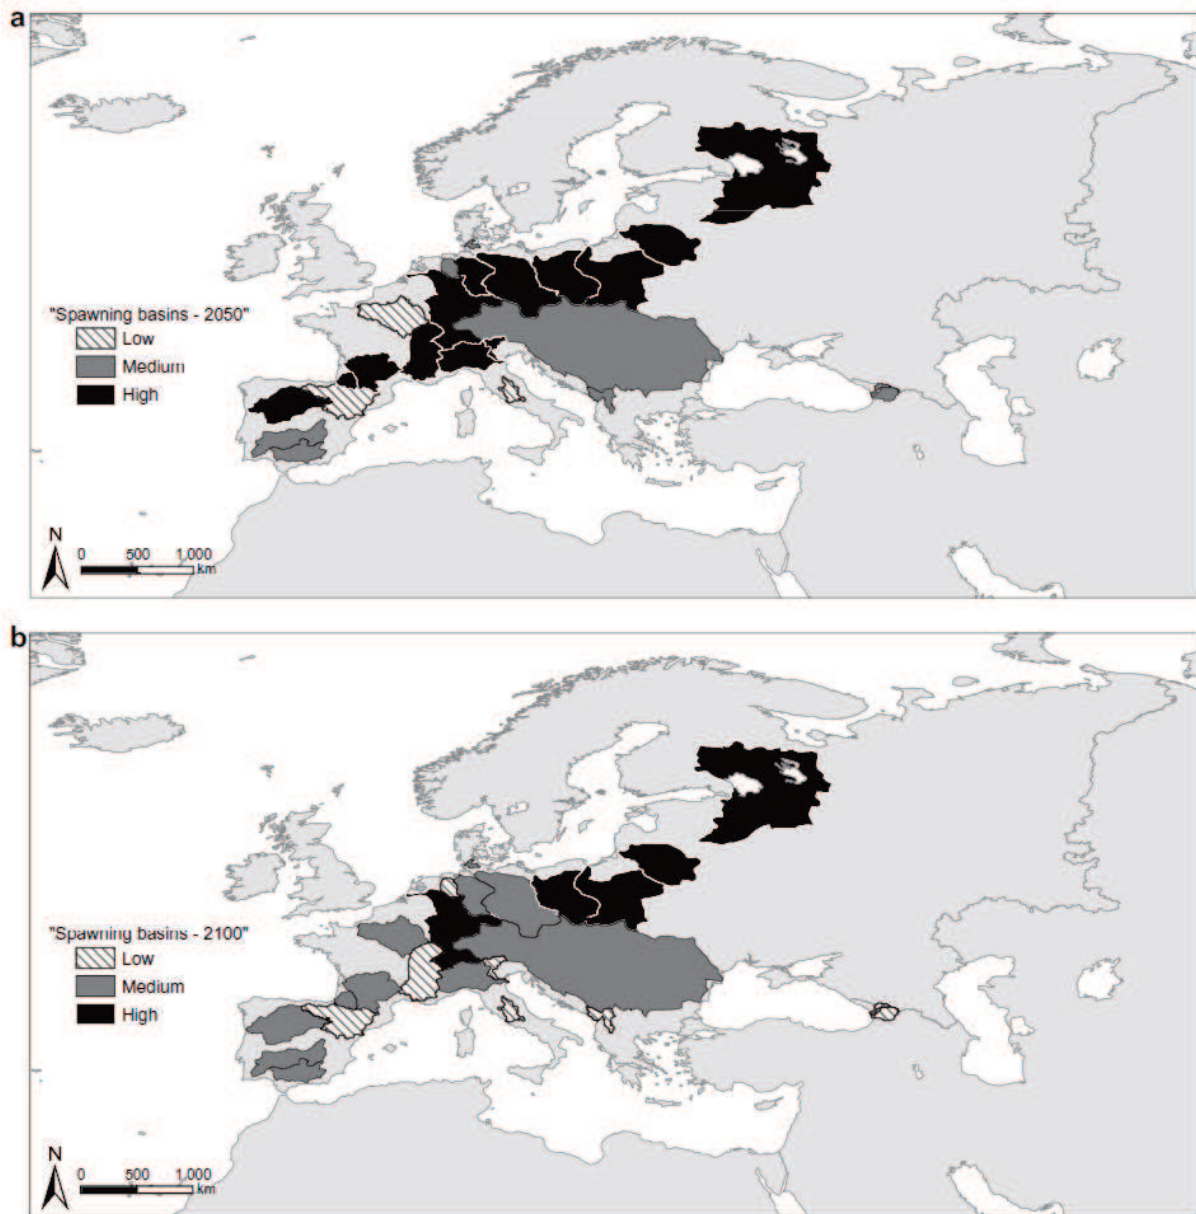 a
"Spawning basins - 2050"
Low
Medium
High
N
0 500 1,000
km
b
"Spawning basins - 2100"
Low
Medium
High
N
0 500 1,000
km